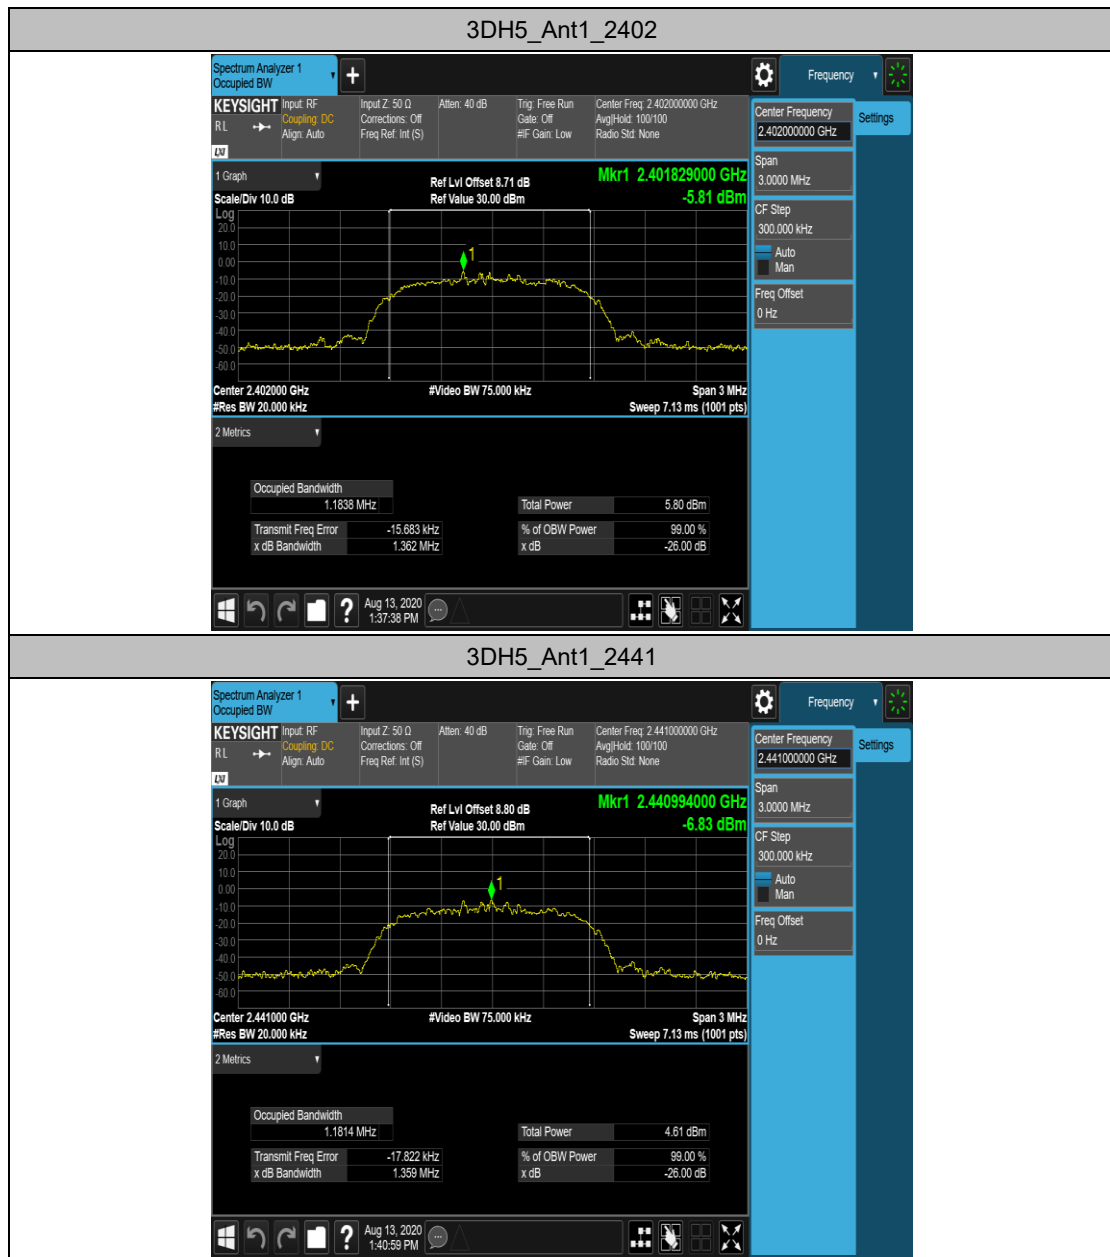 3DH5_Ant1_2402
Spectrum Analyzer 1
Occupied BW
+
Frequency
KEYSIGHT
RL
LXI
Input: RF
Coupling: DC
Align: Auto
Input Z: 50 Ω
Corrections: Off
Freq Ref: Int (S)
Atten: 40 dB
Trig: Free Run
Gate: Off
#IF Gain: Low
Center Freq: 2.402000000 GHz
Avg|Hold: 100/100
Radio Std: None
Center Frequency
2.402000000 GHz
Settings
Span
3.0000 MHz
CF Step
300.000 kHz
Auto
Man
Freq Offset
0 Hz
1 Graph
Scale/Div 10.0 dB
Ref Lvl Offset 8.71 dB
Ref Value 30.00 dBm
Mkr1 2.401829000 GHz
-5.81 dBm
Log
20.0
10.0
0.00
-10.0
-20.0
-30.0
-40.0
-50.0
-60.0
1
Center 2.402000 GHz
#Video BW 75.000 kHz
Span 3 MHz
#Res BW 20.000 kHz
Sweep 7.13 ms (1001 pts)
2 Metrics
Occupied Bandwidth
1.1838 MHz
Total Power 5.80 dBm
Transmit Freq Error -15.683 kHz
% of OBW Power 99.00 %
x dB Bandwidth 1.362 MHz
x dB -26.00 dB
?
Aug 13, 2020
1:37:38 PM
3DH5_Ant1_2441
Spectrum Analyzer 1
Occupied BW
+
Frequency
KEYSIGHT
RL
LXI
Input: RF
Coupling: DC
Align: Auto
Input Z: 50 Ω
Corrections: Off
Freq Ref: Int (S)
Atten: 40 dB
Trig: Free Run
Gate: Off
#IF Gain: Low
Center Freq: 2.441000000 GHz
Avg|Hold: 100/100
Radio Std: None
Center Frequency
2.441000000 GHz
Settings
Span
3.0000 MHz
CF Step
300.000 kHz
Auto
Man
Freq Offset
0 Hz
1 Graph
Scale/Div 10.0 dB
Ref Lvl Offset 8.80 dB
Ref Value 30.00 dBm
Mkr1 2.440994000 GHz
-6.83 dBm
Log
20.0
10.0
0.00
-10.0
-20.0
-30.0
-40.0
-50.0
-60.0
1
Center 2.441000 GHz
#Video BW 75.000 kHz
Span 3 MHz
#Res BW 20.000 kHz
Sweep 7.13 ms (1001 pts)
2 Metrics
Occupied Bandwidth
1.1814 MHz
Total Power 4.61 dBm
Transmit Freq Error -17.822 kHz
% of OBW Power 99.00 %
x dB Bandwidth 1.359 MHz
x dB -26.00 dB
?
Aug 13, 2020
1:40:59 PM